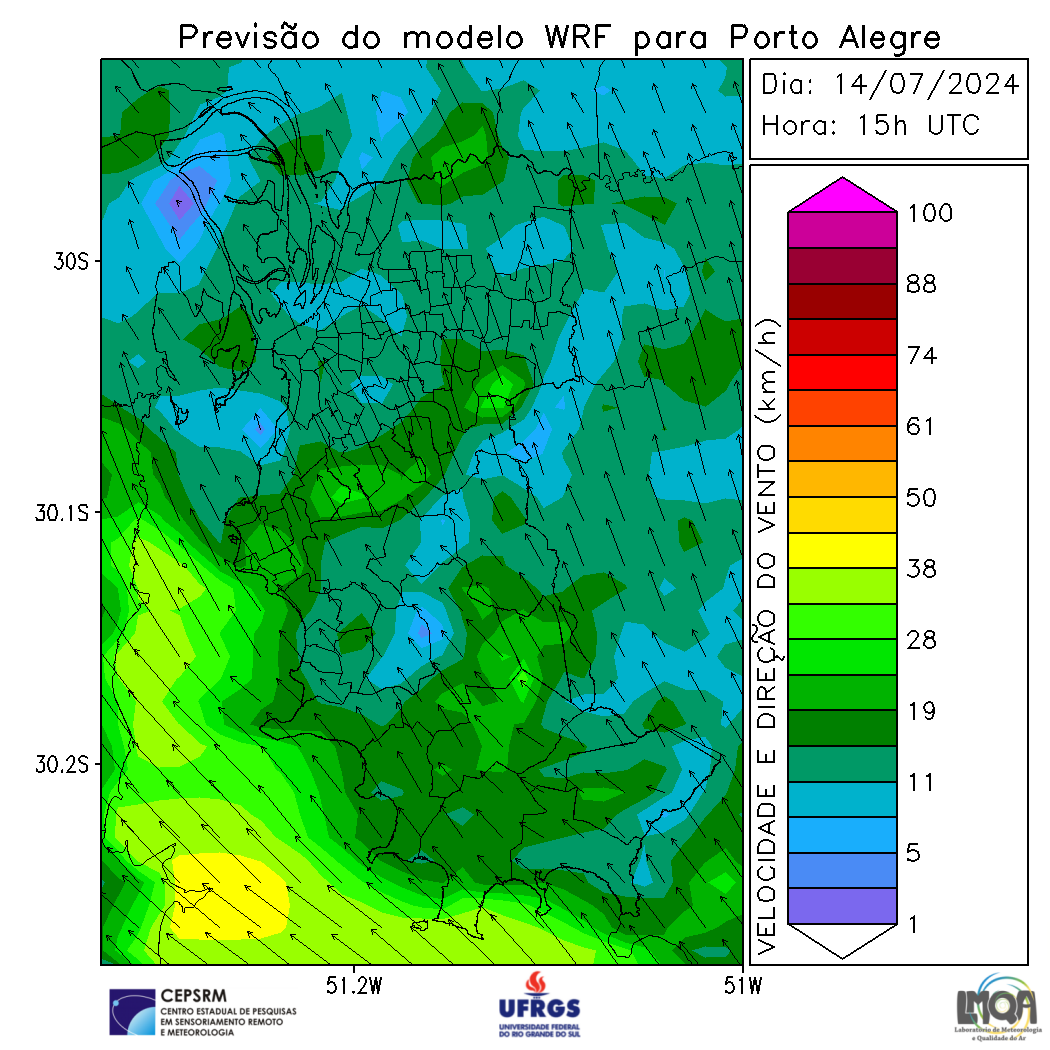 Previsão do modelo WRF para Porto Alegre
Dia: 14/07/2024
Hora: 15h UTC
30S
30.1S
30.2S
51.2W
51W
VELOCIDADE E DIREÇÃO DO VENTO (km/h)
100
88
74
61
50
38
28
19
11
5
1
CEPSRM
CENTRO ESTADUAL DE PESQUISAS
EM SENSORIAMENTO REMOTO
E METEOROLOGIA
UFRGS
UNIVERSIDADE FEDERAL
DO RIO GRANDE DO SUL
LMQA
Laboratório de Meteorologia
e Qualidade do Ar